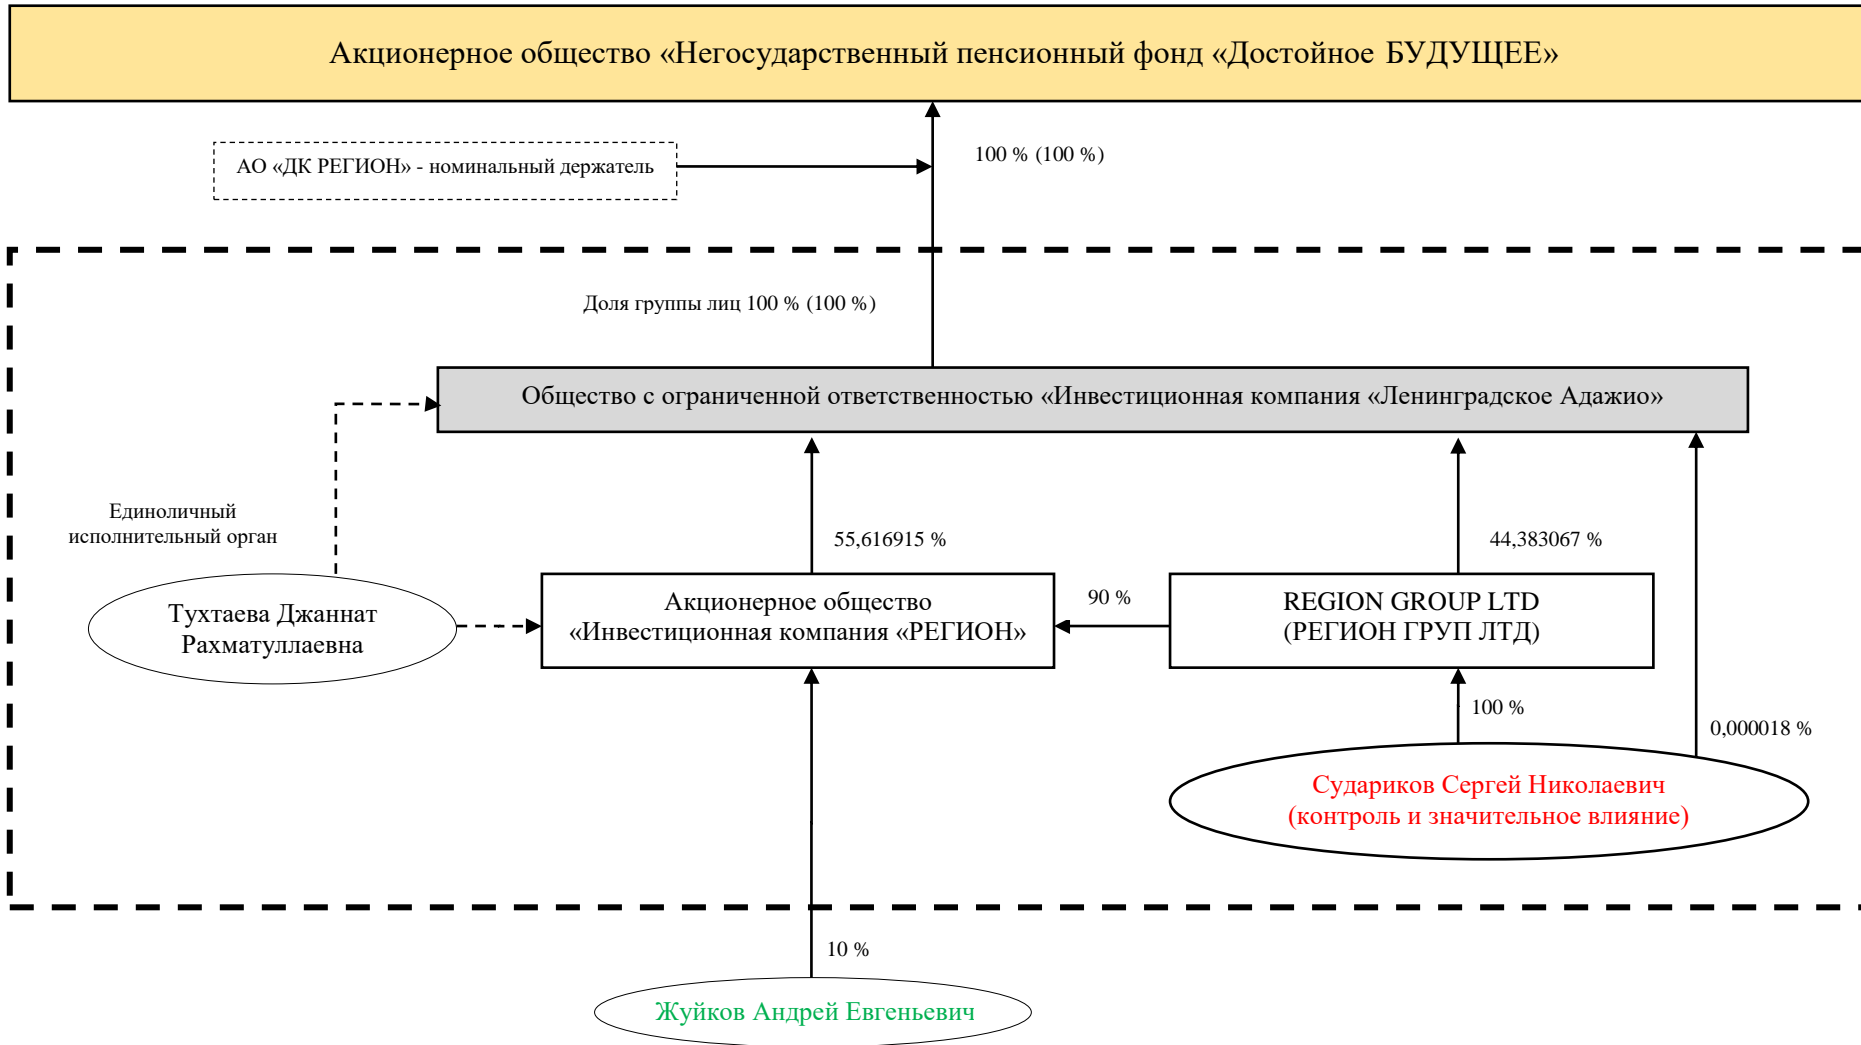 Акционерное общество «Негосударственный пенсионный фонд «Достойное БУДУЩЕЕ»
АО «ДК РЕГИОН» - номинальный держатель
100 % (100 %)
Доля группы лиц 100 % (100 %)
Общество с ограниченной ответственностью «Инвестиционная компания «Ленинградское Адажио»
Единоличный
исполнительный орган
55,616915 %
44,383067 %
Тухтаева Джаннат
Рахматуллаевна
Акционерное общество
«Инвестиционная компания «РЕГИОН»
90 %
REGION GROUP LTD
(РЕГИОН ГРУП ЛТД)
100 %
0,000018 %
Судариков Сергей Николаевич
(контроль и значительное влияние)
10 %
Жуйков Андрей Евгеньевич